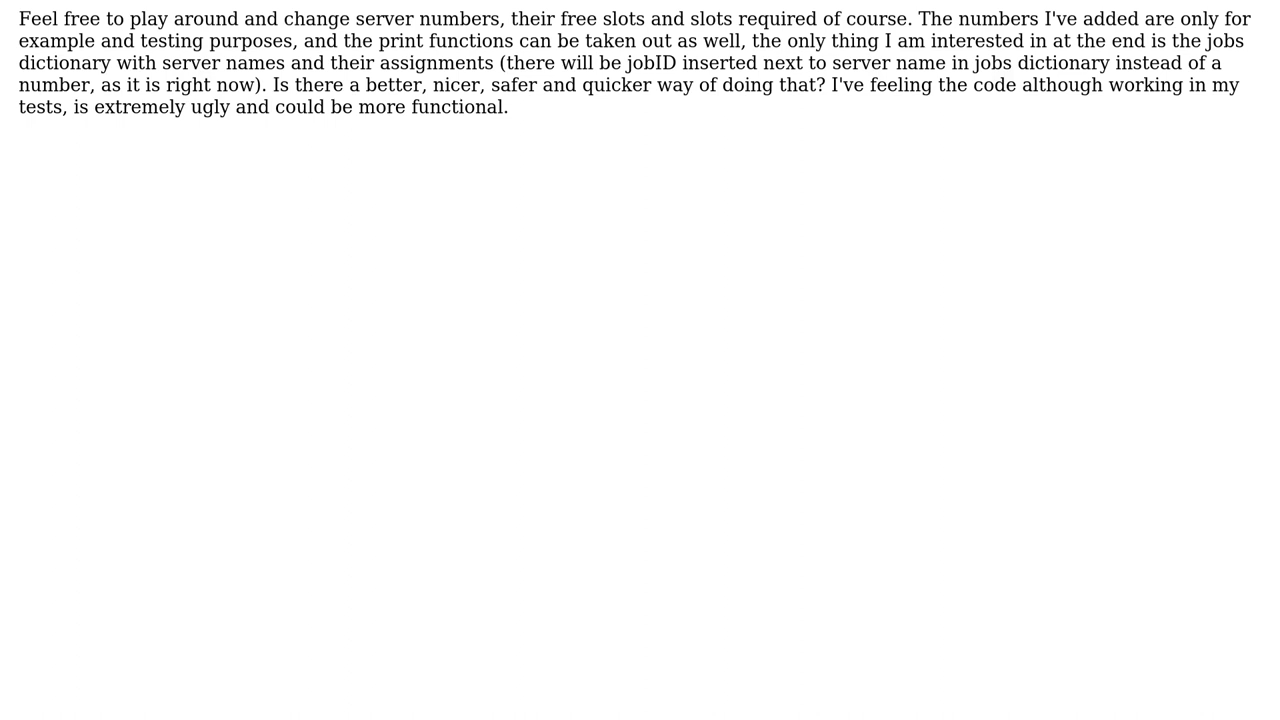 Feel free to play around and change server numbers, their free slots and slots required of course. The numbers I've added are only for
example and testing purposes, and the print functions can be taken out as well, the only thing I am interested in at the end is the jobs
dictionary with server names and their assignments (there will be jobID inserted next to server name in jobs dictionary instead of a
number, as it is right now). Is there a better, nicer, safer and quicker way of doing that? I've feeling the code although working in my
tests, is extremely ugly and could be more functional.